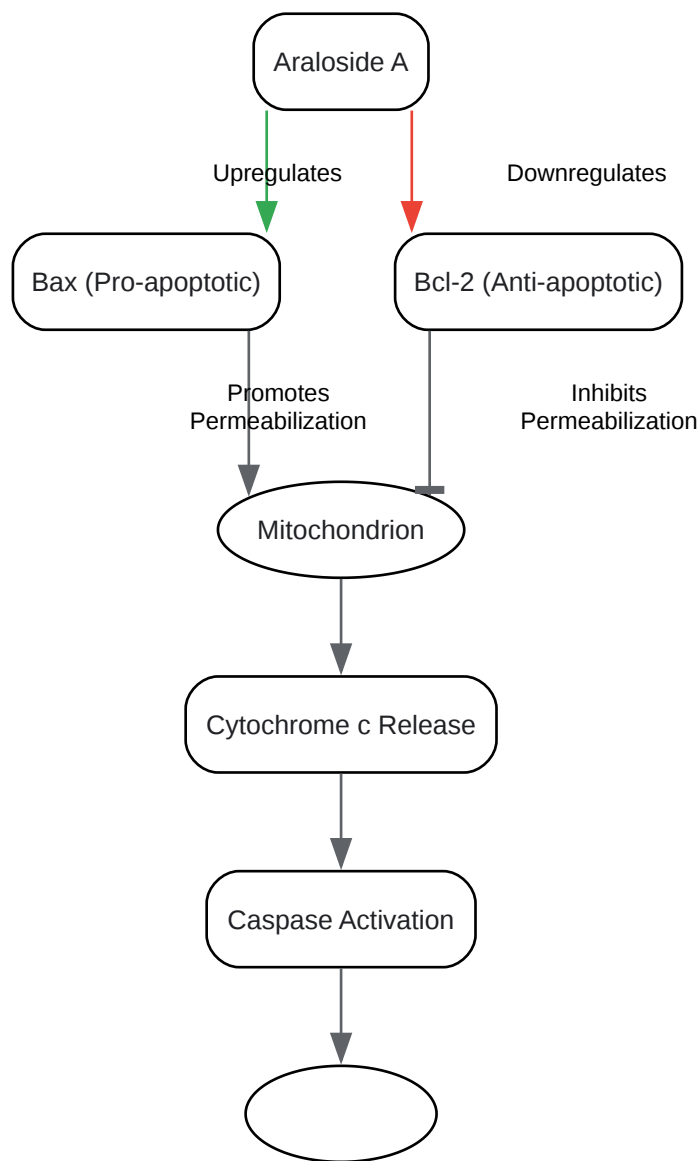 Araloside A
Upregulates
Downregulates
Bax (Pro-apoptotic)
Bcl-2 (Anti-apoptotic)
Promotes
Permeabilization
Inhibits
Permeabilization
Mitochondrion
Cytochrome c Release
Caspase Activation